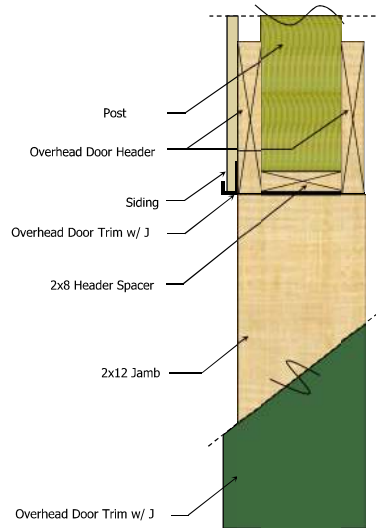 Post
Overhead Door Header
Siding
Overhead Door Trim w/ J
2x8 Header Spacer
2x12 Jamb
Overhead Door Trim w/ J